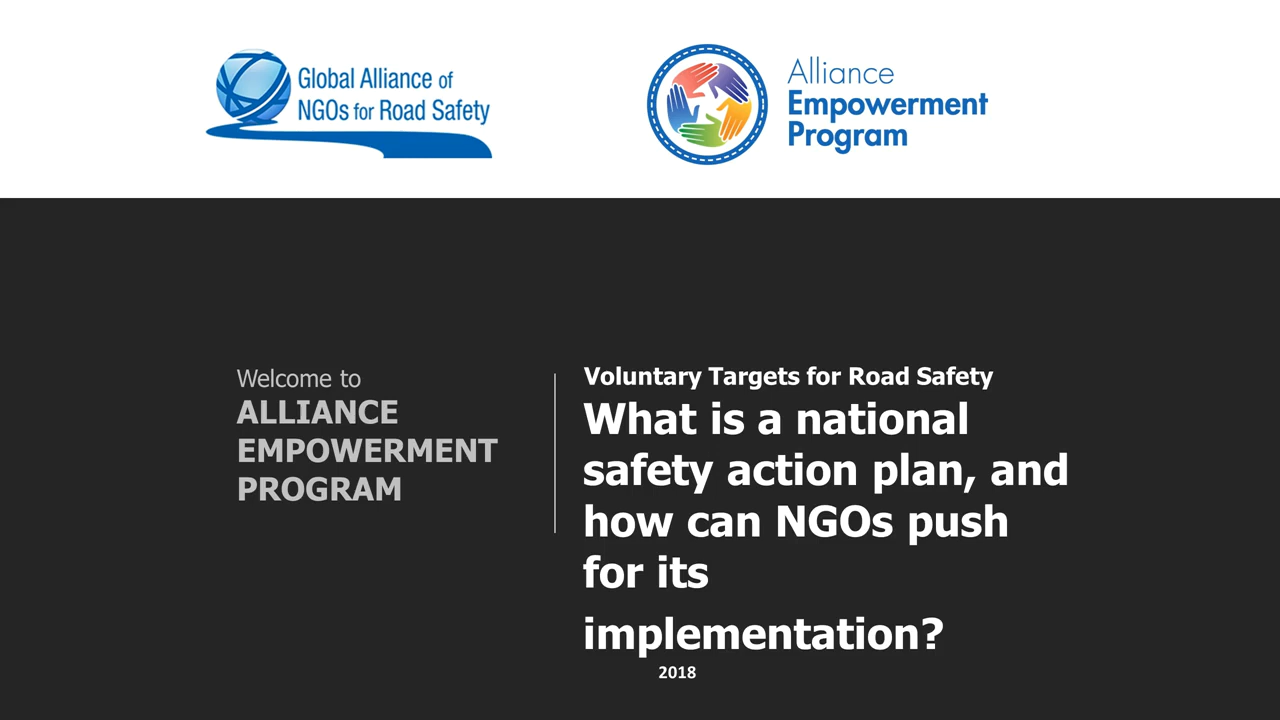 Global Alliance of
NGOs for Road Safety
Alliance
Empowerment
Program
Welcome to
ALLIANCE
EMPOWERMENT
PROGRAM
Voluntary Targets for Road Safety
What is a national
safety action plan, and
how can NGOs push
for its
implementation?
2018